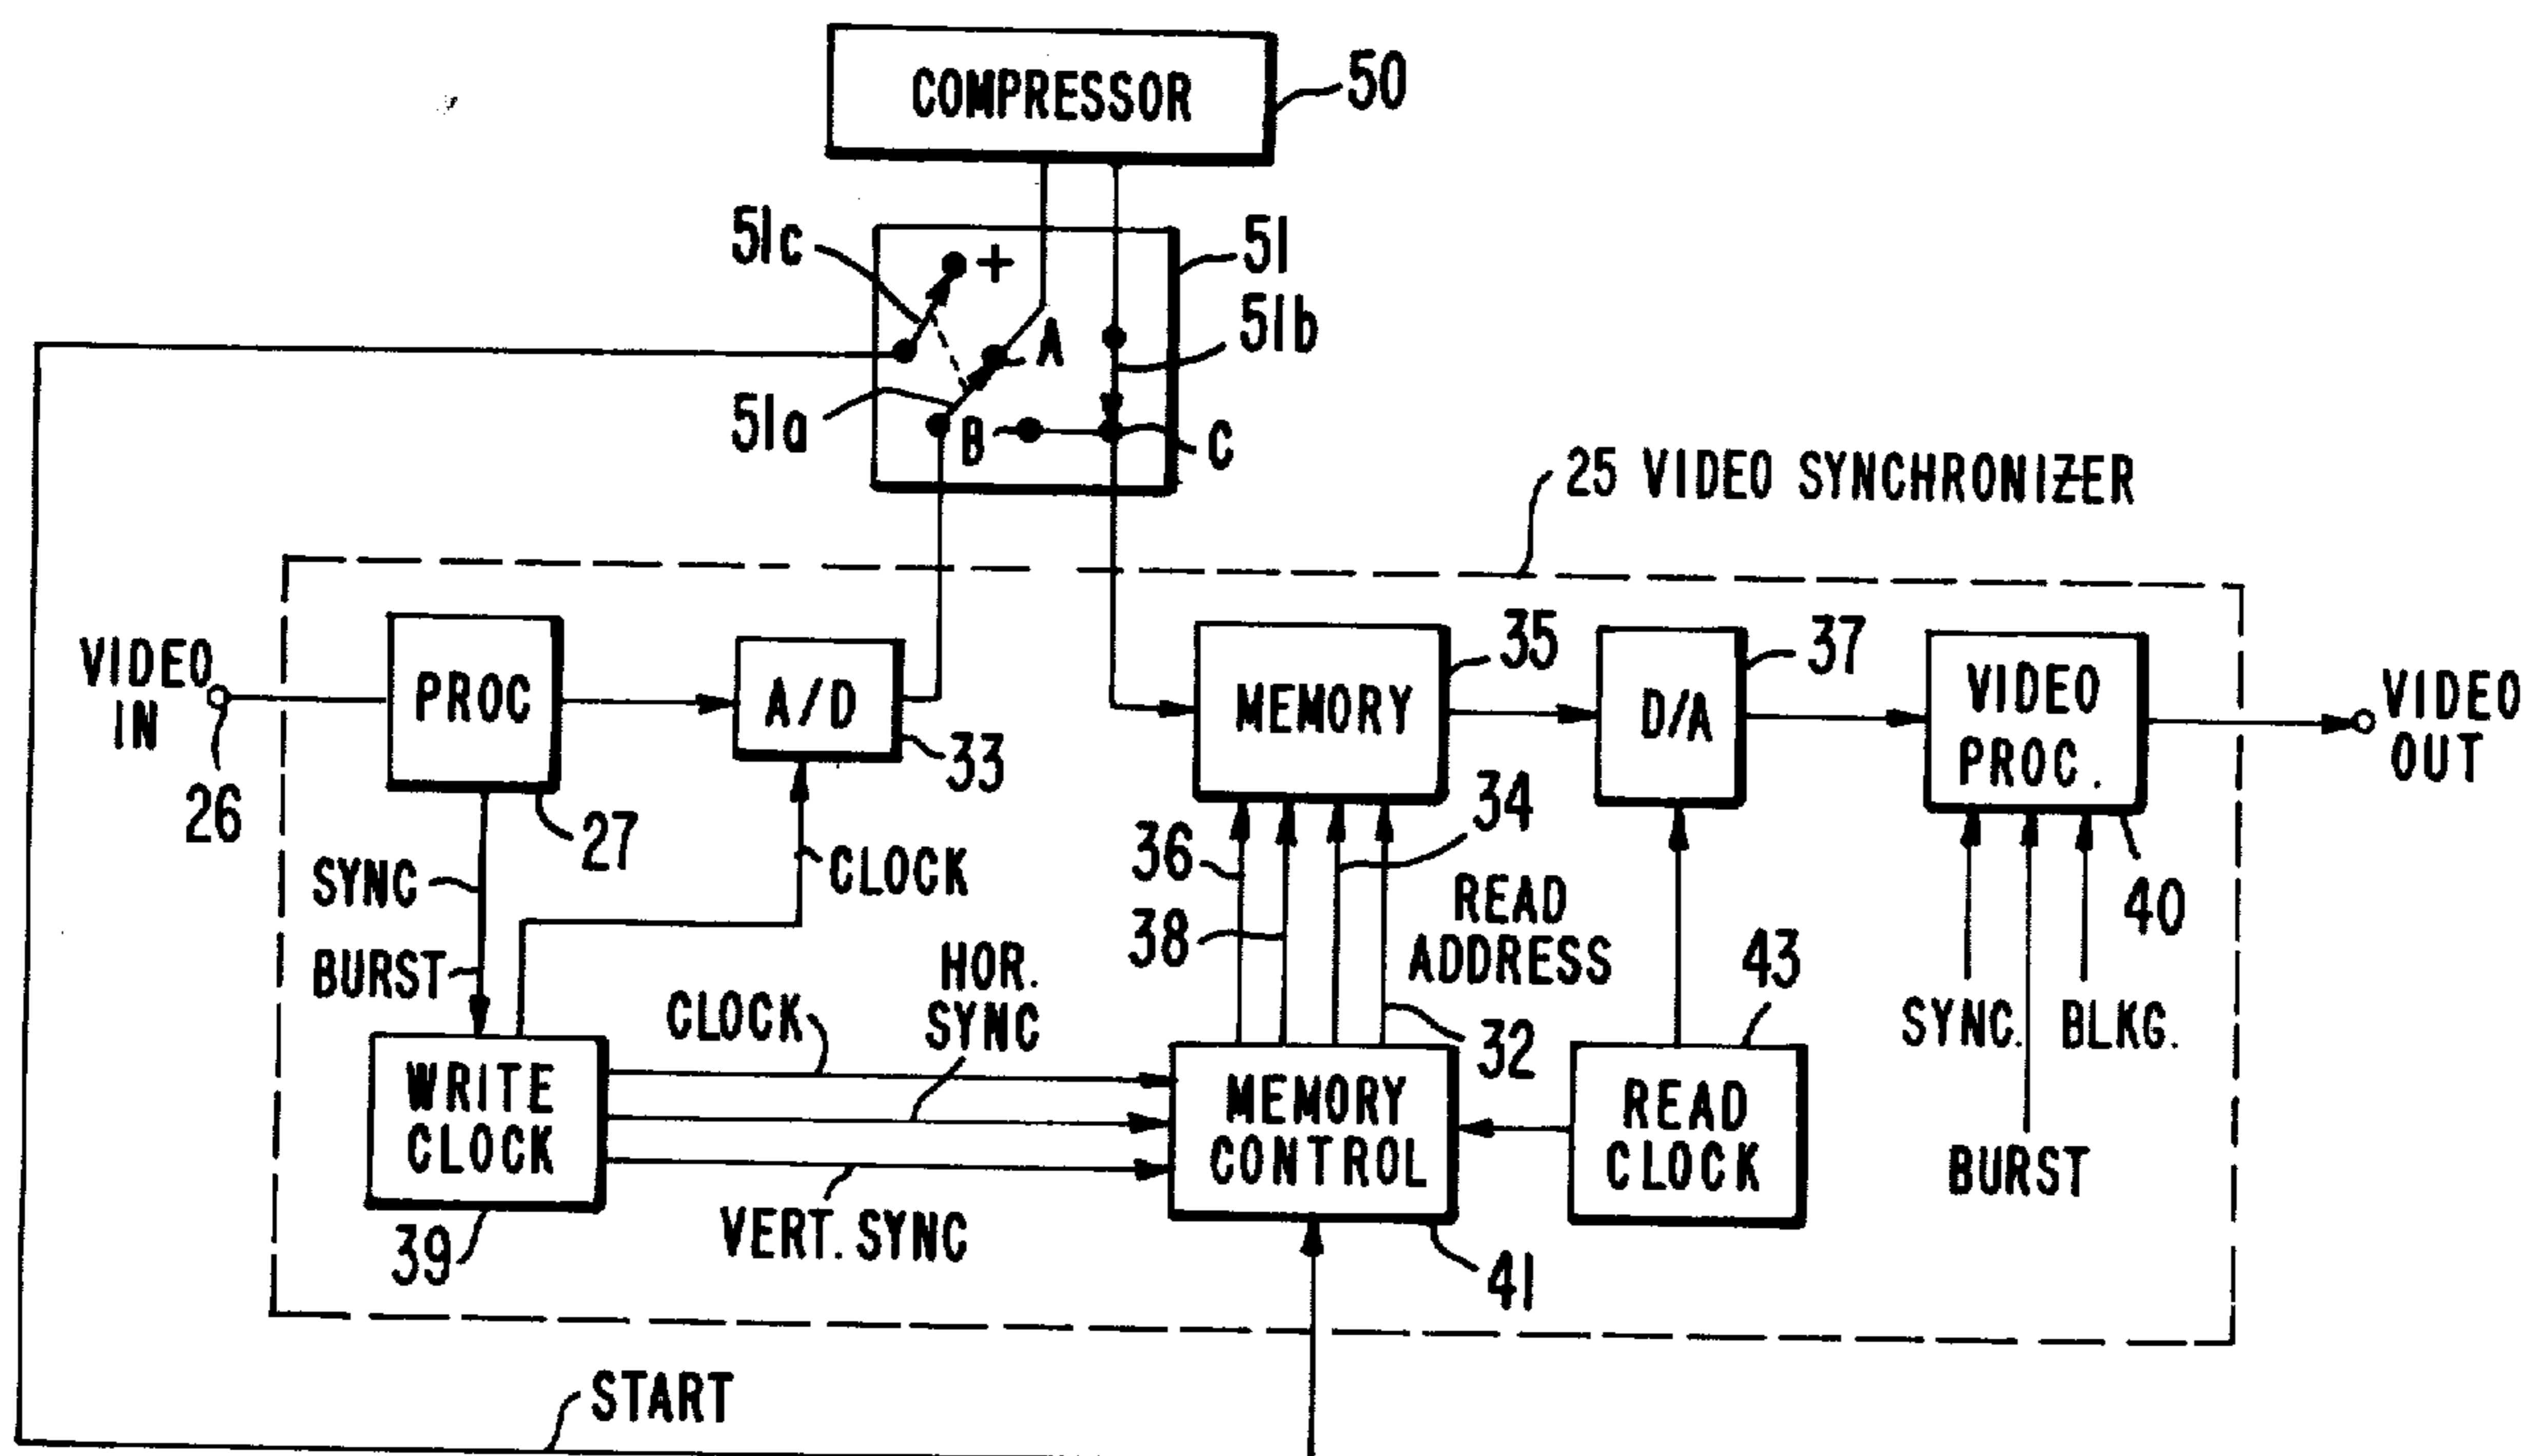 COMPRESSOR
50
51c
+
51
A
51b
51a
B
C
25 VIDEO SYNCHRONIZER
VIDEO
IN
26
PROC
27
A/D
33
MEMORY
35
D/A
37
VIDEO
PROC.
40
VIDEO
OUT
SYNC
BURST
CLOCK
36
38
34
READ
ADDRESS
32
43
SYNC.
BLKG.
BURST
CLOCK
HOR.
SYNC
VERT. SYNC
WRITE
CLOCK
39
MEMORY
CONTROL
41
READ
CLOCK
START